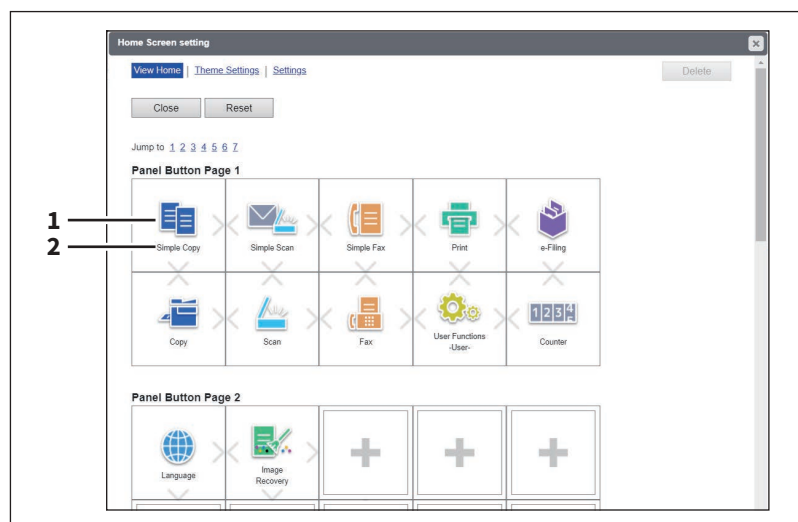 Home Screen setting
View Home | Theme Settings | Settings
Delete
Close Reset
Jump to 1 2 3 4 5 6 7
Panel Button Page 1
1
2
Simple Copy Simple Scan Simple Fax Print e-Filing
1 2 3 4
5
Copy Scan Fax User Functions
-User- Counter
Panel Button Page 2
Language Image
Recovery